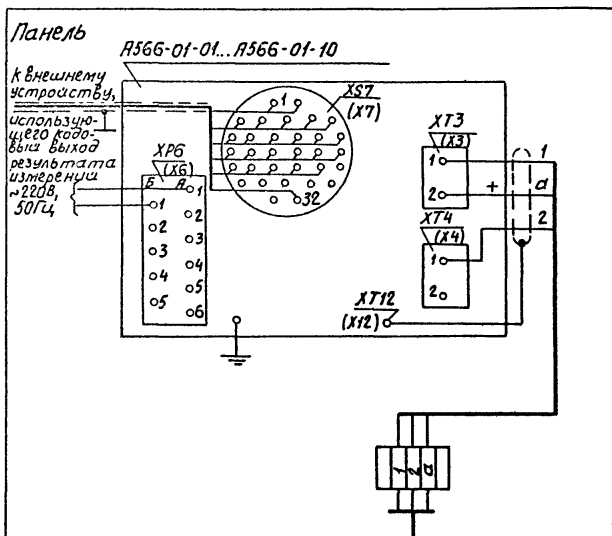 Панель
А566-01-01...А566-01-10
к внешнему
устройству,
использую-
щего кодо-
вый выход
результата
измерений
~220В,
50Гц
XP6
(X6)
Б А
1
2
3
4
5
1
2
3
4
5
6
1
32
XS7
(X7)
XT3
(X3)
1
2
XT4
(X4)
1
2
XT12
(X12)
1
+ а
2
1
2
а